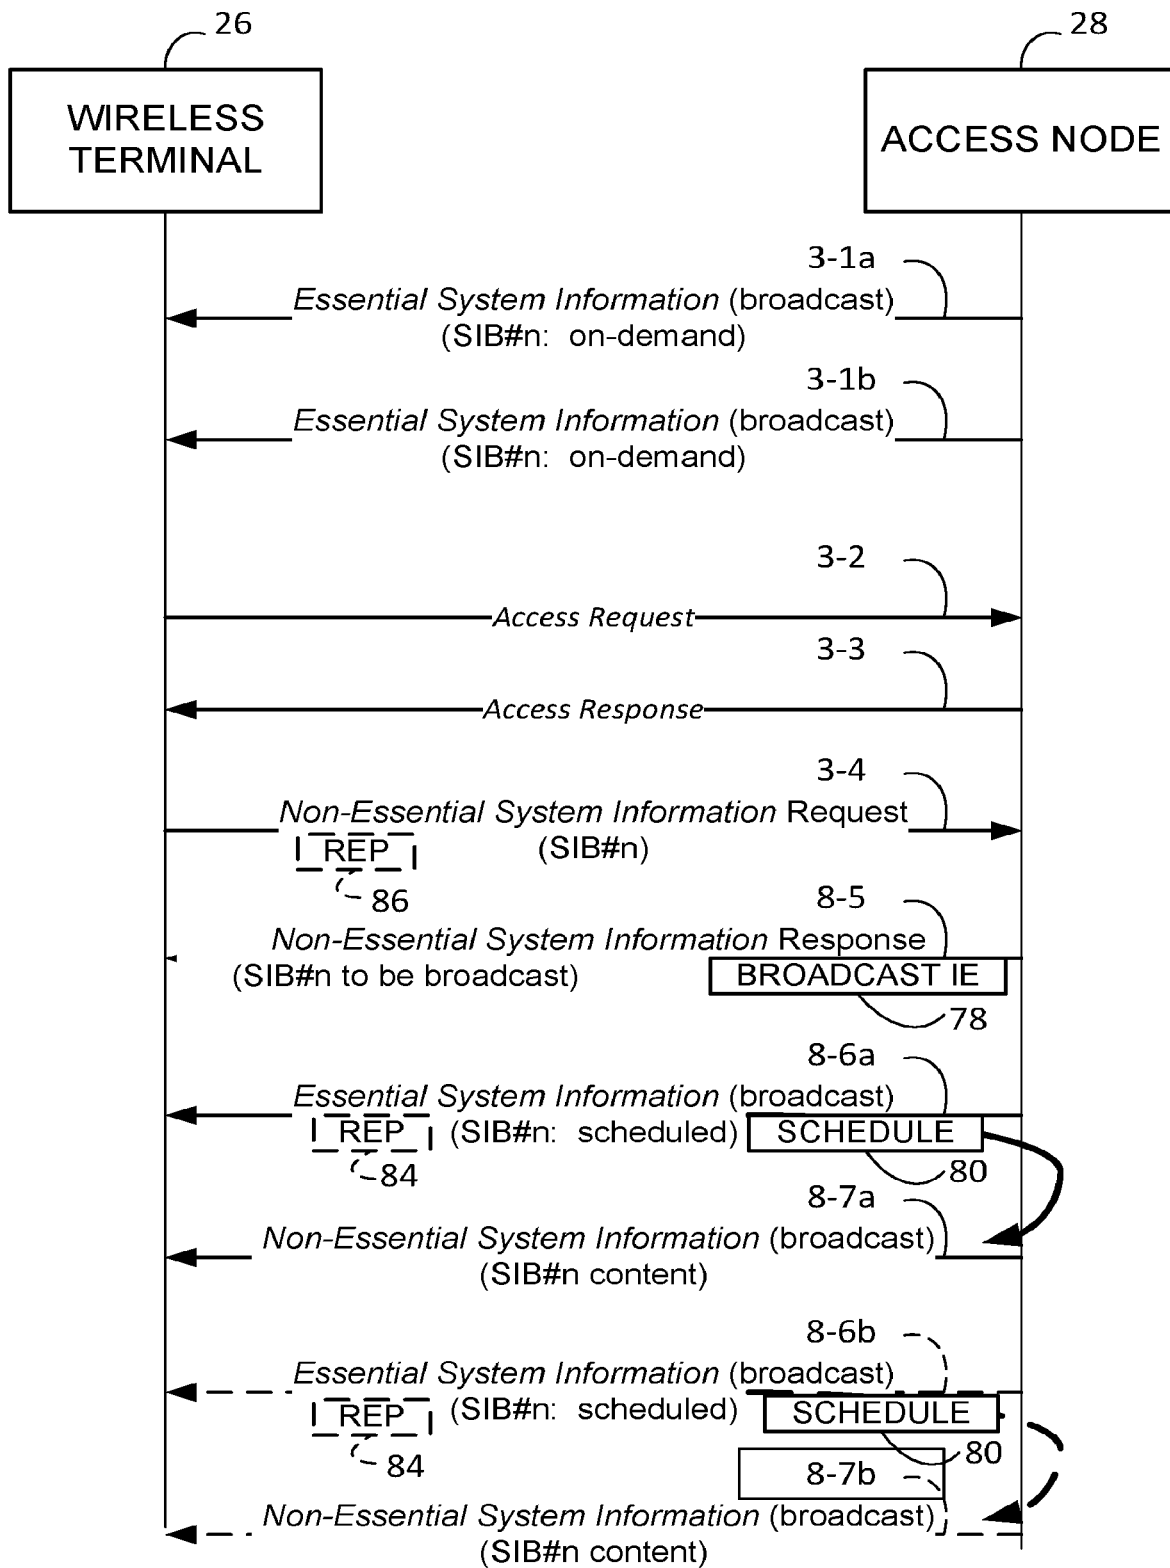 26
28
WIRELESS
TERMINAL
ACCESS NODE
3-1a
Essential System Information (broadcast)
(SIB#n: on-demand)
3-1b
Essential System Information (broadcast)
(SIB#n: on-demand)
3-2
Access Request
3-3
Access Response
3-4
Non-Essential System Information Request
REP
(SIB#n)
86
8-5
Non-Essential System Information Response
(SIB#n to be broadcast)
BROADCAST IE
78
8-6a
Essential System Information (broadcast)
REP
(SIB#n: scheduled)
SCHEDULE
84
80
8-7a
Non-Essential System Information (broadcast)
(SIB#n content)
8-6b
Essential System Information (broadcast)
REP
(SIB#n: scheduled)
SCHEDULE
84
80
8-7b
Non-Essential System Information (broadcast)
(SIB#n content)